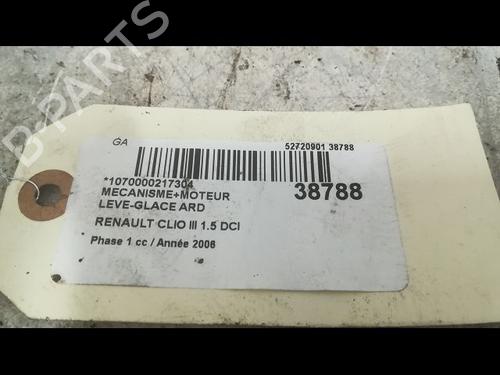 GA
52720901 38788
*1070000217304
MECANISME+MOTEUR
LEVE-GLACE ARD
38788
RENAULT CLIO III 1.5 DCI
Phase 1 cc / Année 2006